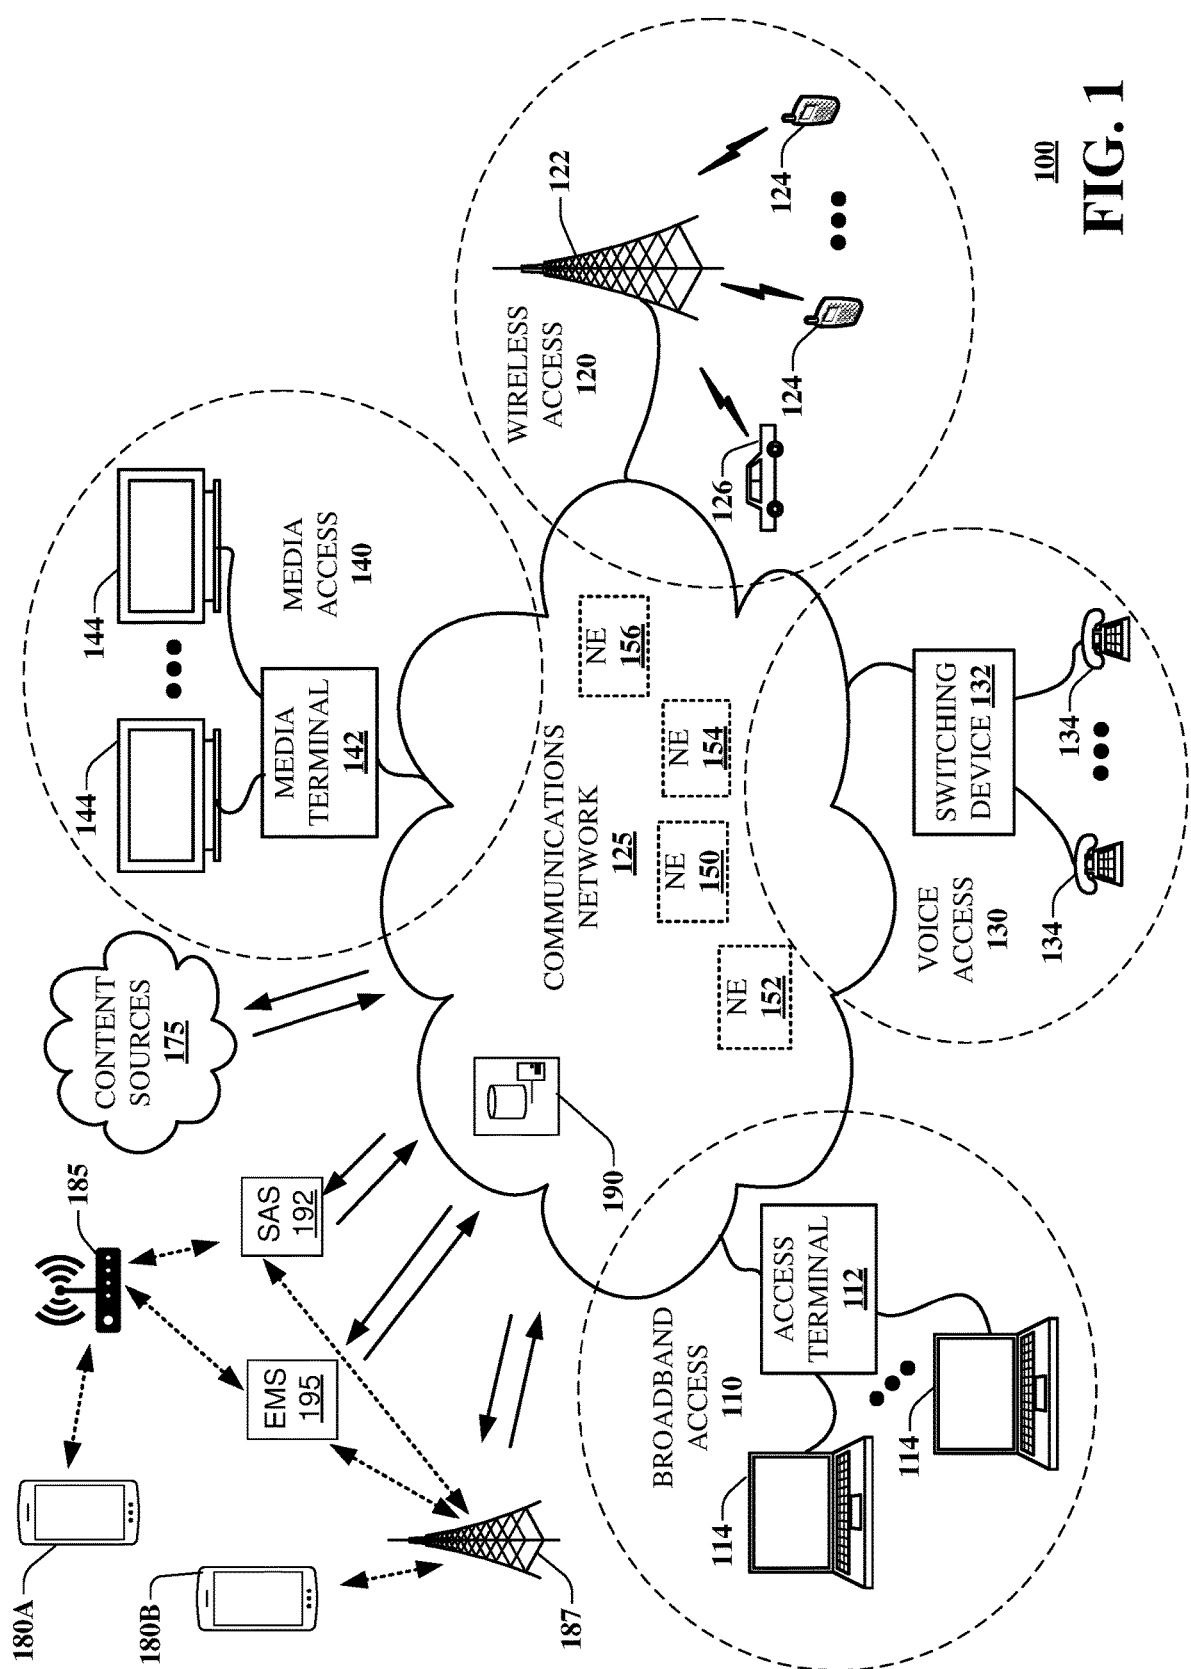 180A
180B
187
185
EMS
195
SAS
192
CONTENT
SOURCES
175
144
144
MEDIA
TERMINAL
142
MEDIA
ACCESS
140
190
COMMUNICATIONS
NETWORK
125
NE
152
NE
150
NE
154
NE
156
WIRELESS
ACCESS
120
122
126
124
124
BROADBAND
ACCESS
110
ACCESS
TERMINAL
112
114
114
VOICE
ACCESS
130
SWITCHING
DEVICE 132
134
134
100
FIG. 1